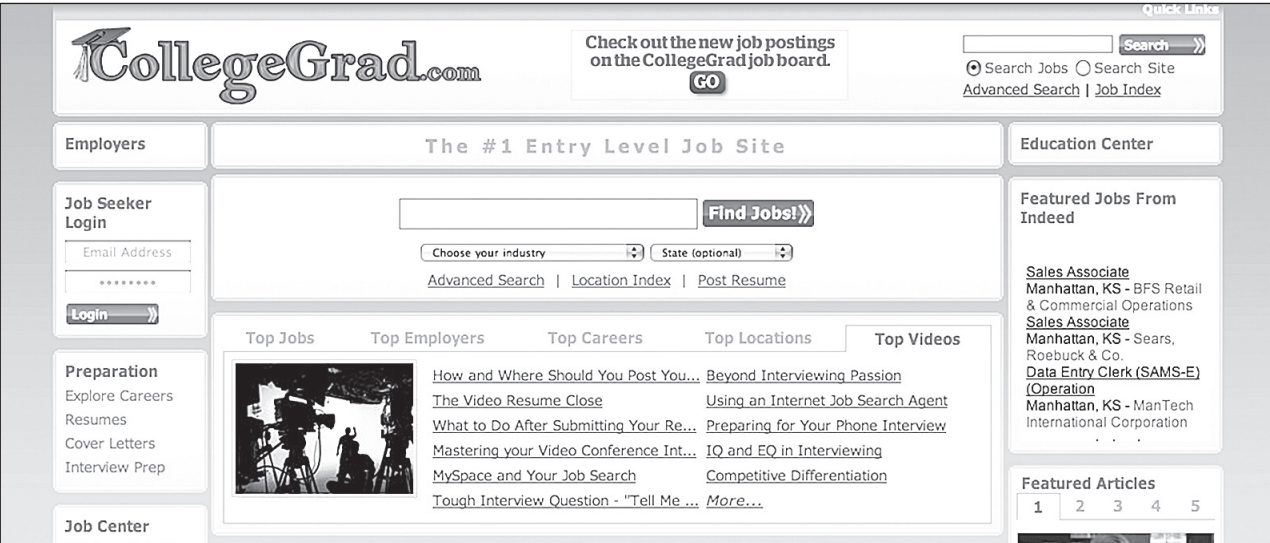 Quick Links
CollegeGrad.com
Check out the new job postings
on the CollegeGrad job board.
GO
Search
Search Jobs Search Site
Advanced Search | Job Index
Employers
The #1 Entry Level Job Site
Education Center
Job Seeker
Login
Email Address
••••••••
Login
Find Jobs!
Choose your industry State (optional)
Advanced Search | Location Index | Post Resume
Featured Jobs From
Indeed
Sales Associate
Manhattan, KS - BFS Retail
& Commercial Operations
Sales Associate
Manhattan, KS - Sears,
Roebuck & Co.
Data Entry Clerk (SAMS-E)
(Operation
Manhattan, KS - ManTech
International Corporation
Preparation
Explore Careers
Resumes
Cover Letters
Interview Prep
Top Jobs Top Employers Top Careers Top Locations Top Videos
How and Where Should You Post You... Beyond Interviewing Passion
The Video Resume Close Using an Internet Job Search Agent
What to Do After Submitting Your Re... Preparing for Your Phone Interview
Mastering your Video Conference Int... IQ and EQ in Interviewing
MySpace and Your Job Search Competitive Differentiation
Tough Interview Question - "Tell Me ... More...
Featured Articles
1 2 3 4 5
Job Center